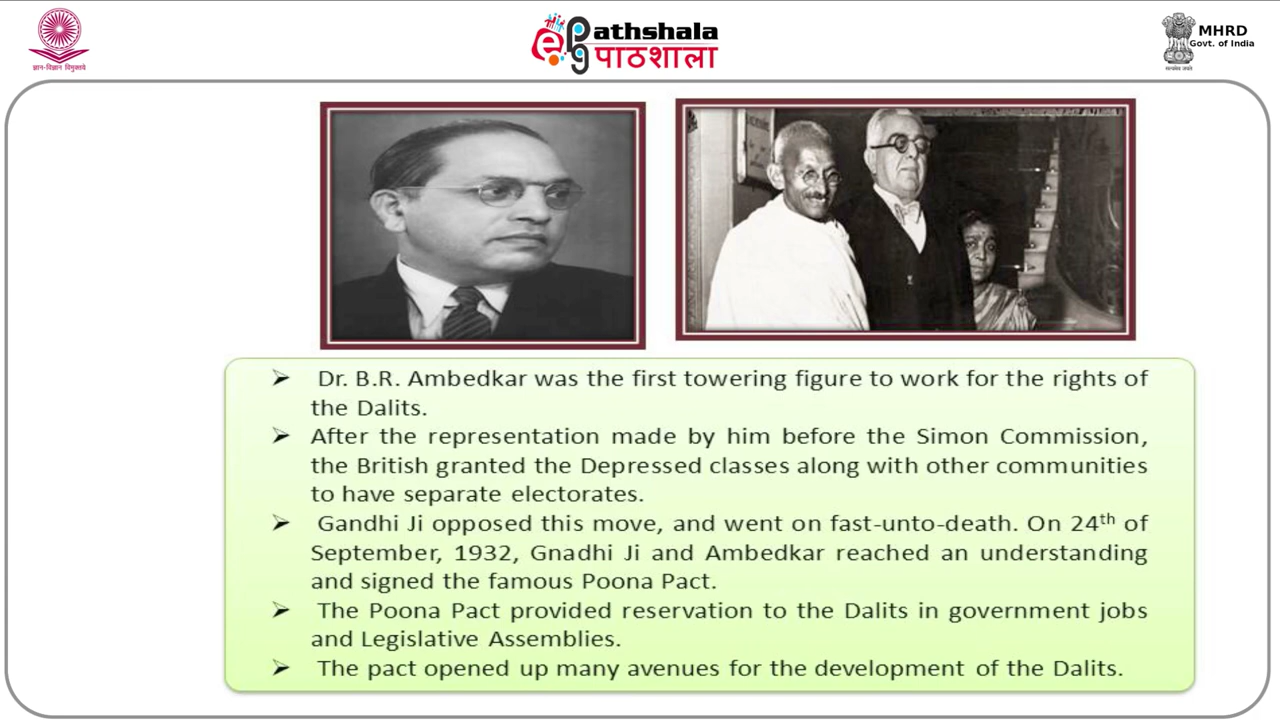 ज्ञान-विज्ञान विमुक्तये
e
Pathshala
पाठशाला
MHRD
Govt. of India
सत्यमेव जयते
➢ Dr. B.R. Ambedkar was the first towering figure to work for the rights of
the Dalits.
➢ After the representation made by him before the Simon Commission,
the British granted the Depressed classes along with other communities
to have separate electorates.
➢ Gandhi Ji opposed this move, and went on fast-unto-death. On 24th of
September, 1932, Gnadhi Ji and Ambedkar reached an understanding
and signed the famous Poona Pact.
➢ The Poona Pact provided reservation to the Dalits in government jobs
and Legislative Assemblies.
➢ The pact opened up many avenues for the development of the Dalits.